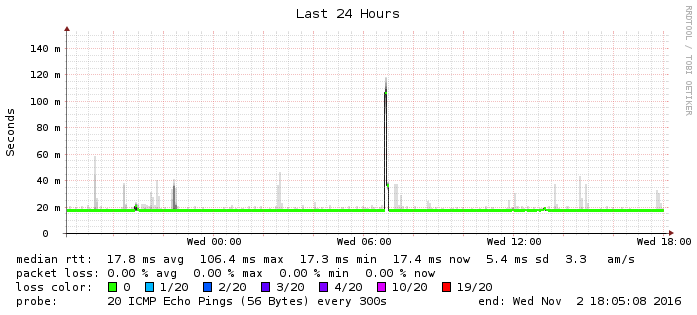 Last 24 Hours
RRDTOOL / TOBI OETIKER
Seconds
140 m
120 m
100 m
80 m
60 m
40 m
20 m
0
Wed 00:00 Wed 06:00 Wed 12:00 Wed 18:00
median rtt: 17.8 ms avg 106.4 ms max 17.3 ms min 17.4 ms now 5.4 ms sd 3.3 am/s
packet loss: 0.00 % avg 0.00 % max 0.00 % min 0.00 % now
loss color: 0 1/20 2/20 3/20 4/20 10/20 19/20
probe: 20 ICMP Echo Pings (56 Bytes) every 300s end: Wed Nov 2 18:05:08 2016